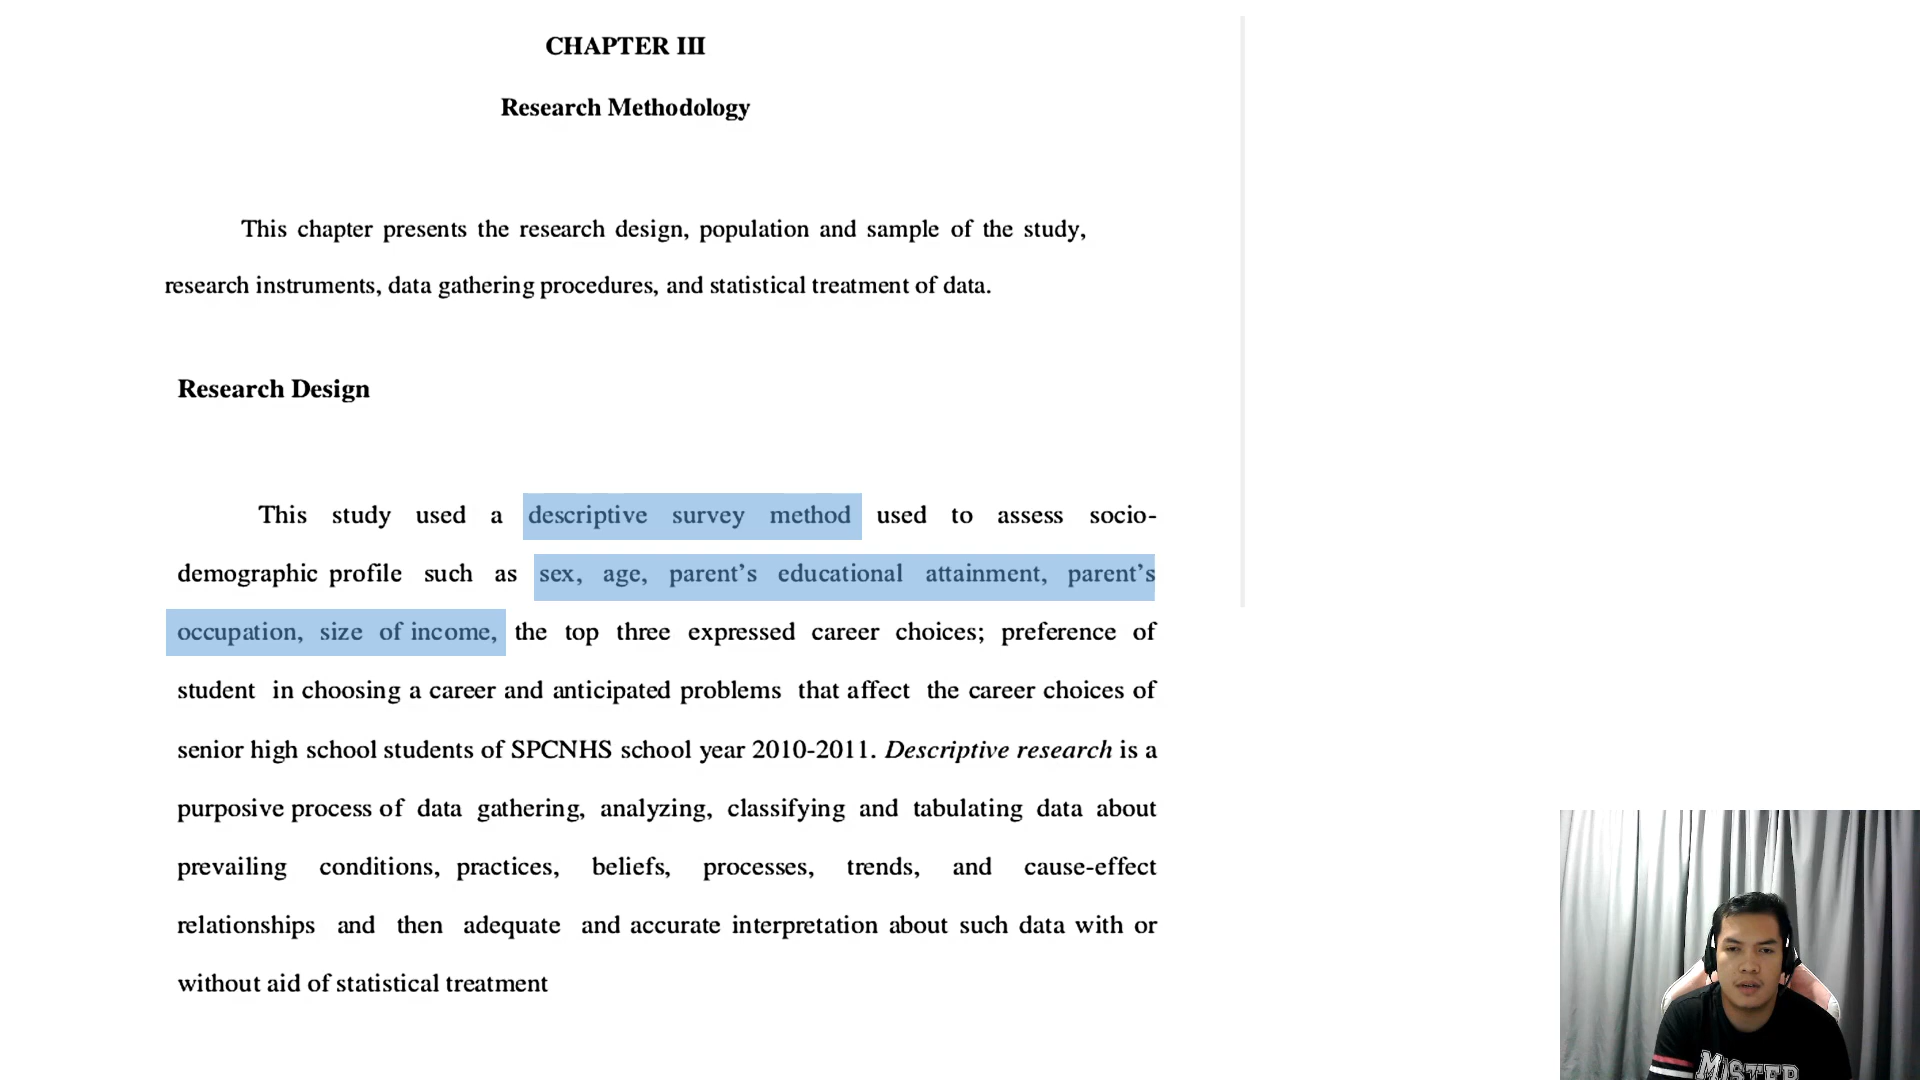 CHAPTER III
Research Methodology
This chapter presents the research design, population and sample of the study,
research instruments, data gathering procedures, and statistical treatment of data.
Research Design
This study used a descriptive survey method used to assess socio-
demographic profile such as sex, age, parent's educational attainment, parent's
occupation, size of income, the top three expressed career choices; preference of
student in choosing a career and anticipated problems that affect the career choices of
senior high school students of SPCNHS school year 2010-2011. Descriptive research is a
purposive process of data gathering, analyzing, classifying and tabulating data about
prevailing conditions, practices, beliefs, processes, trends, and cause-effect
relationships and then adequate and accurate interpretation about such data with or
without aid of statistical treatment
MISTER